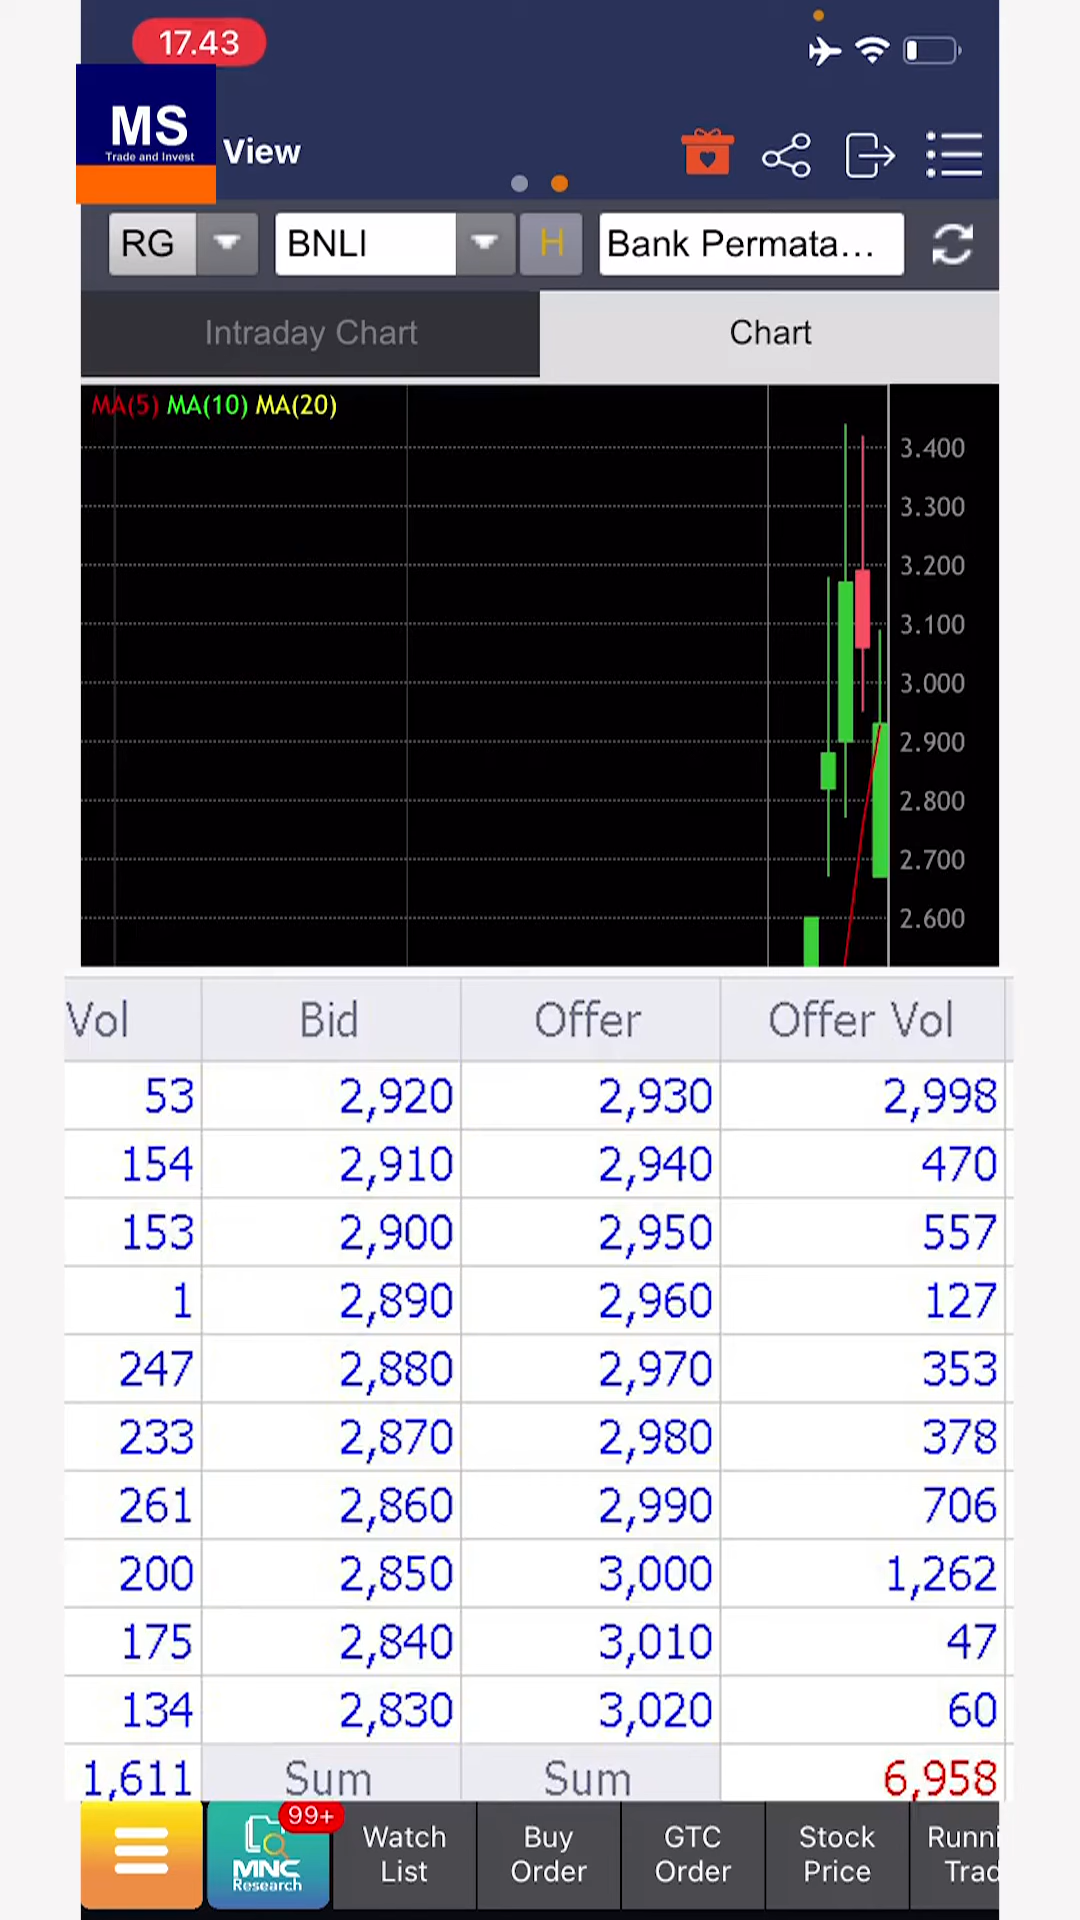 17.43
MS
Trade and Invest
View
RG
BNLI
H
Bank Permata...
Intraday Chart
Chart
MA(5) MA(10) MA(20)
3.400
3.300
3.200
3.100
3.000
2.900
2.800
2.700
2.600
Vol Bid Offer Offer Vol
53 2,920 2,930 2,998
154 2,910 2,940 470
153 2,900 2,950 557
1 2,890 2,960 127
247 2,880 2,970 353
233 2,870 2,980 378
261 2,860 2,990 706
200 2,850 3,000 1,262
175 2,840 3,010 47
134 2,830 3,020 60
1,611 Sum Sum 6,958
99+
MNC
Research
Watch
List
Buy
Order
GTC
Order
Stock
Price
Runni
Trad